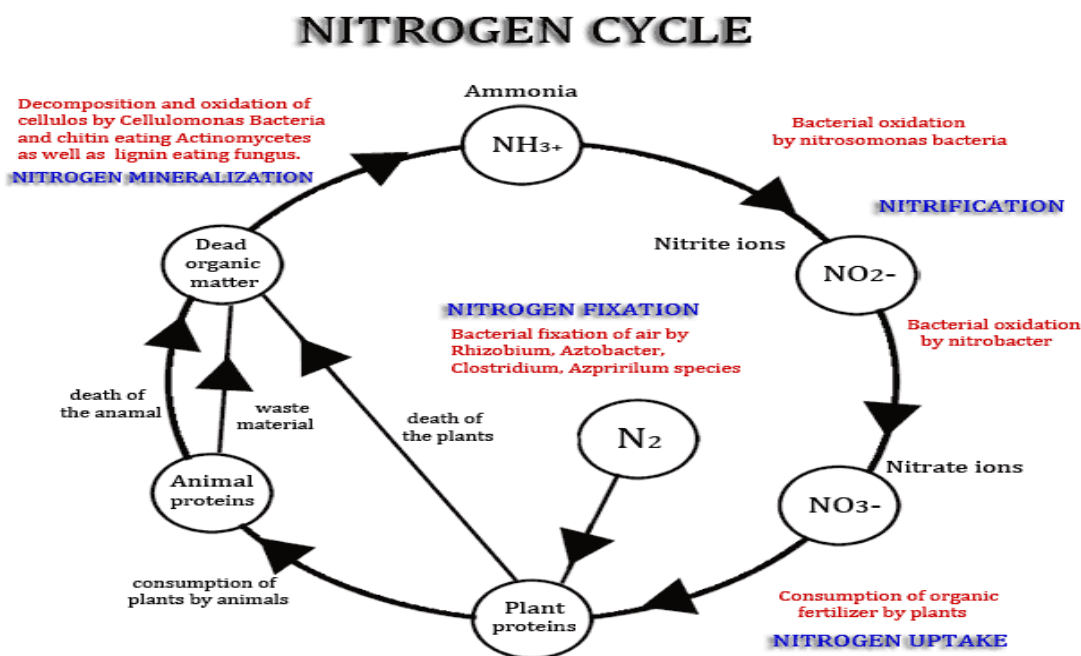 NITROGEN CYCLE
Ammonia
NH3+
Decomposition and oxidation of
cellulos by Cellulomonas Bacteria
and chitin eating Actinomycetes
as well as lignin eating fungus.
NITROGEN MINERALIZATION
Bacterial oxidation
by nitrosomonas bacteria
NITRIFICATION
Nitrite ions
NO2-
Dead
organic
matter
NITROGEN FIXATION
Bacterial fixation of air by
Rhizobium, Aztobacter,
Clostridium, Azpririlum species
Bacterial oxidation
by nitrobacter
death of
the anamal
waste
material
death of
the plants
N2
Nitrate ions
NO3-
Animal
proteins
consumption of
plants by animals
Plant
proteins
Consumption of organic
fertilizer by plants
NITROGEN UPTAKE